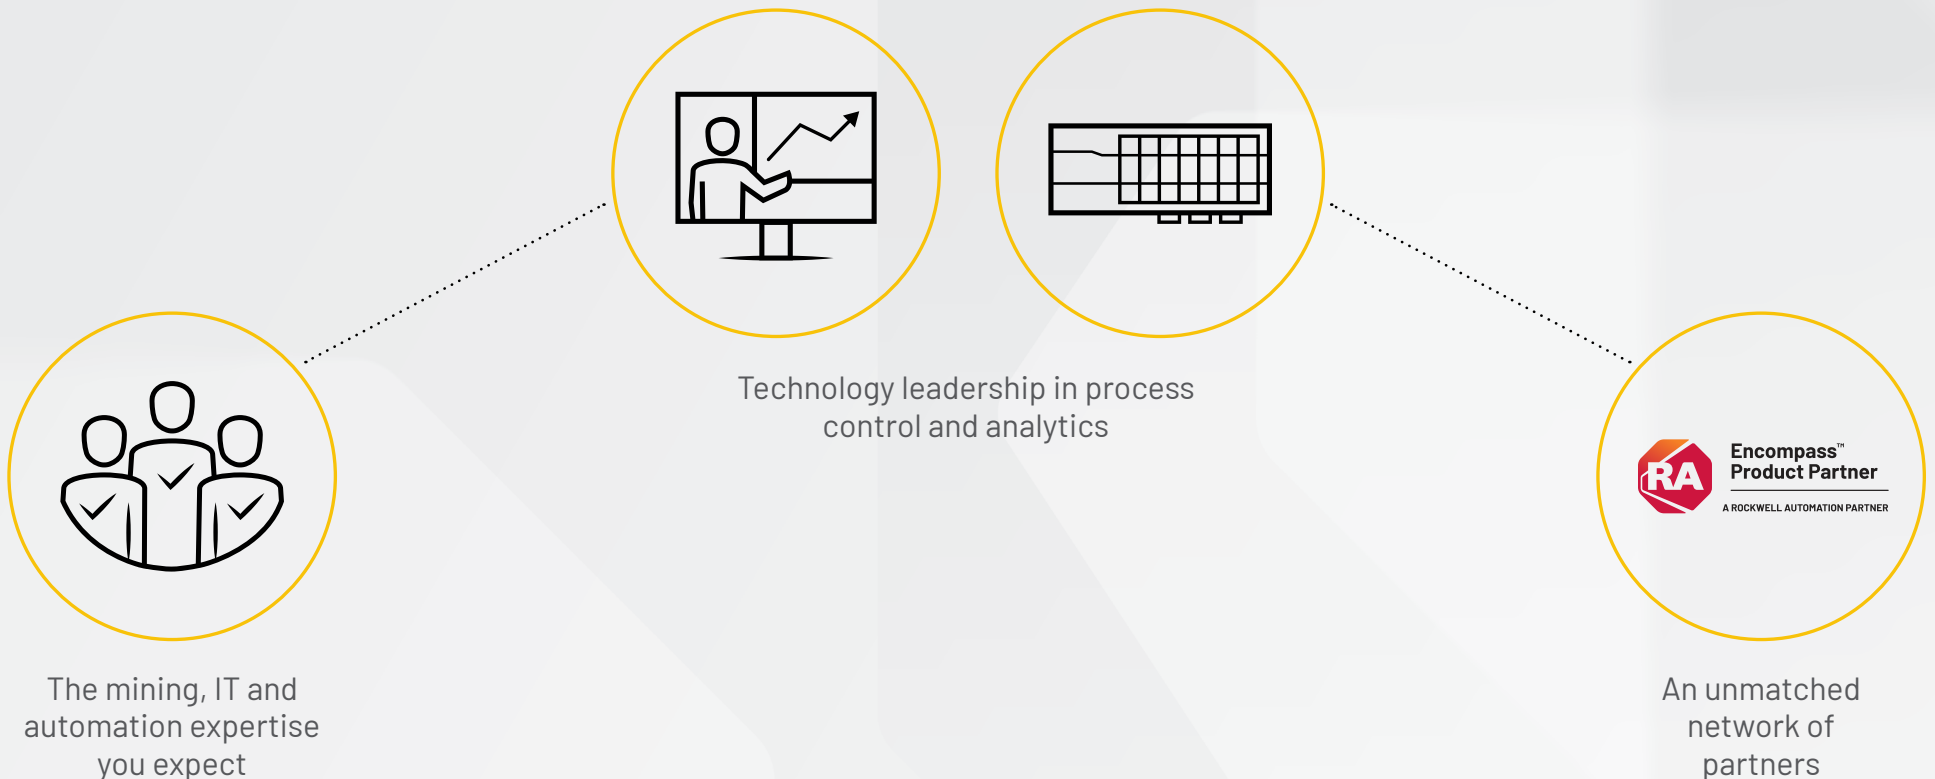 Technology leadership in process
control and analytics
RA
Encompass™
Product Partner
A ROCKWELL AUTOMATION PARTNER
The mining, IT and
automation expertise
you expect
An unmatched
network of
partners